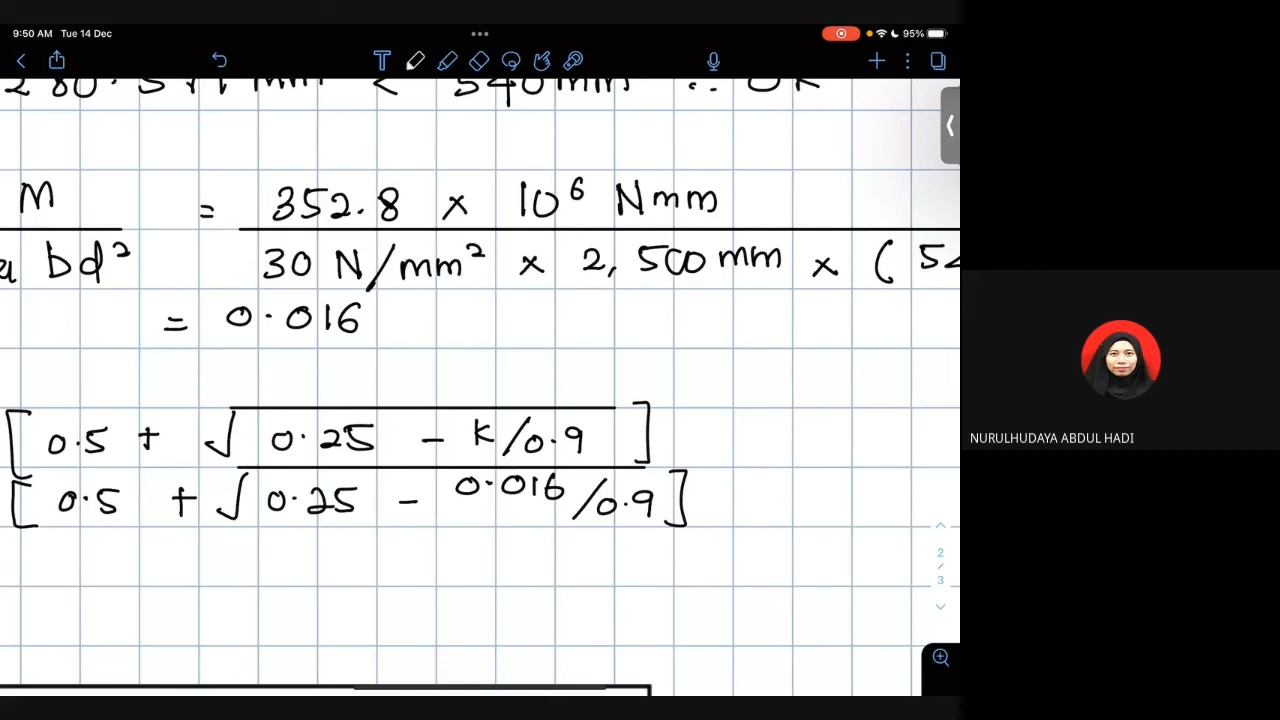 9:50 AM Tue 14 Dec
95%
T
540mm ∴ OK
M = 352.8 x 10⁶ Nmm
bd² 30 N/mm² x 2,500mm x (
= 0.016
[ 0.5 + √ 0.25 - K/0.9 ]
[ 0.5 + √ 0.25 - 0.016/0.9 ]
2
/
3
NURULHUDAYA ABDUL HADI